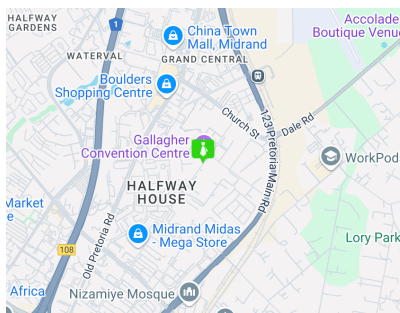 HALFWAY
GARDENS
1
China Town
Mall, Midrand
Accolade
Boutique Venue
WATERVAL
GRAND CENTRAL
Boulders
Shopping Centre
Church St
Dale Rd
123 Pretoria Main Rd
Gallagher
Convention Centre
WorkPod
HALFWAY
HOUSE
Market
e
Old Pretoria Rd
Midrand Midas
- Mega Store
Lory Park
108
Africa
Nizamiye Mosque